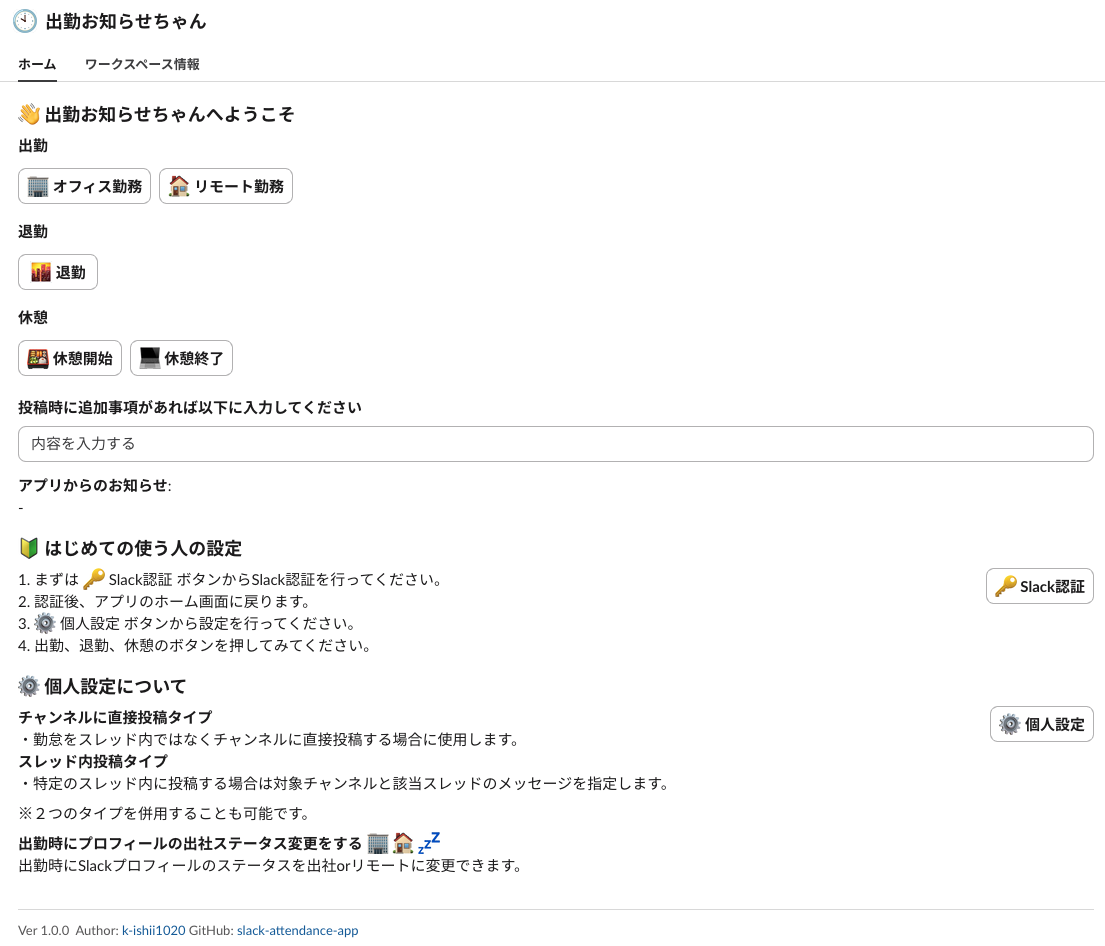 出勤お知らせちゃん
ホーム ワークスペース情報
出勤お知らせちゃんへようこそ
出勤
オフィス勤務 リモート勤務
退勤
退勤
休憩
休憩開始 休憩終了
投稿時に追加事項があれば以下に入力してください
内容を入力する
アプリからのお知らせ:
-
はじめての使う人の設定
1. まずは Slack認証 ボタンからSlack認証を行ってください。
Slack認証
2. 認証後、アプリのホーム画面に戻ります。
3. 個人設定 ボタンから設定を行ってください。
4. 出勤、退勤、休憩のボタンを押してみてください。
個人設定について
チャンネルに直接投稿タイプ
個人設定
・勤怠をスレッド内ではなくチャンネルに直接投稿する場合に使用します。
スレッド内投稿タイプ
・特定のスレッド内に投稿する場合は対象チャンネルと該当スレッドのメッセージを指定します。
※２つのタイプを併用することも可能です。
出勤時にプロフィールの出社ステータス変更をする
出勤時にSlackプロフィールのステータスを出社orリモートに変更できます。
Ver 1.0.0 Author: k-ishii1020 GitHub: slack-attendance-app